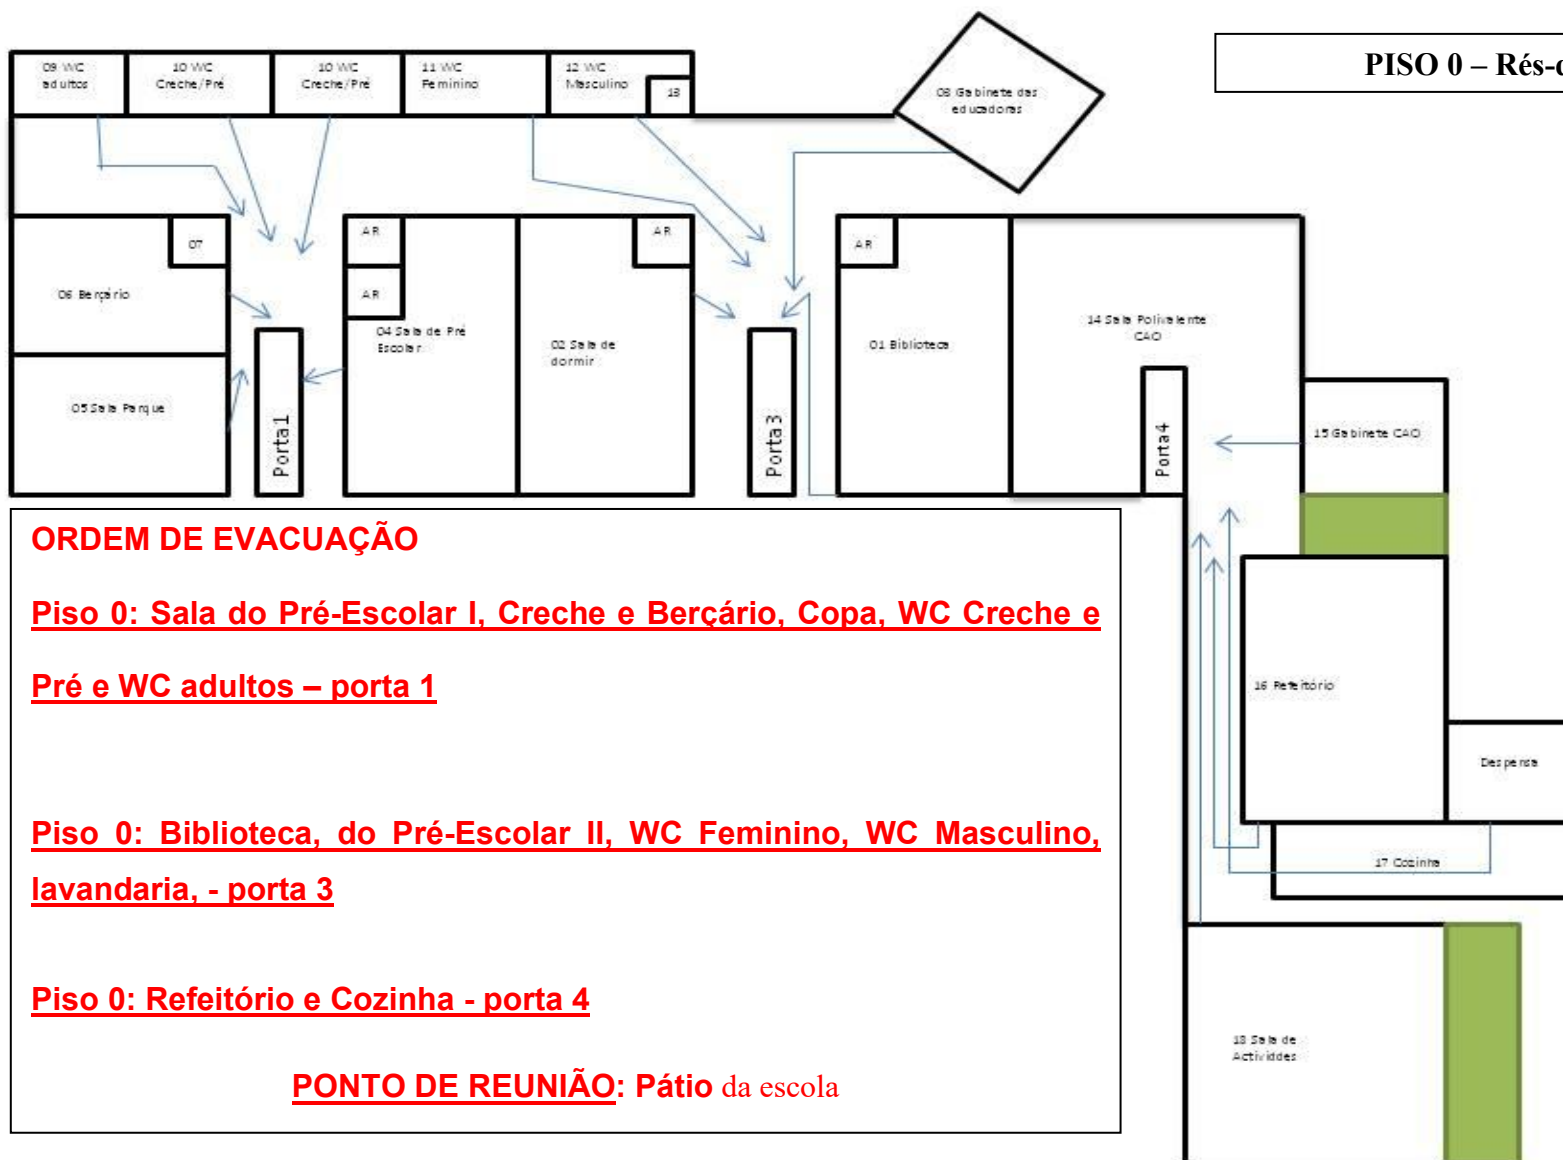 PISO 0 – Rés-d
09 WC
adultos
10 WC
Creche/Pré
10 WC
Creche/Pré
11 WC
Feminino
12 WC
Masculino
13
08 Gabinete das
educadoras
07
AR
AR
AR
AR
06 Berçário
04 Sala de Pré
Escolar
02 Sala de
dormir
01 Biblioteca
14 Sala Polivalente
CAO
05 Sala Parque
Porta1
Porta 3
Porta4
15 Gabinete CAO
16 Refeitório
Despensa
17 Cozinha
18 Sala de
Actividdes
ORDEM DE EVACUAÇÃO
Piso 0: Sala do Pré-Escolar I, Creche e Berçário, Copa, WC Creche e
Pré e WC adultos – porta 1
Piso 0: Biblioteca, do Pré-Escolar II, WC Feminino, WC Masculino,
lavandaria, - porta 3
Piso 0: Refeitório e Cozinha - porta 4
PONTO DE REUNIÃO: Pátio da escola